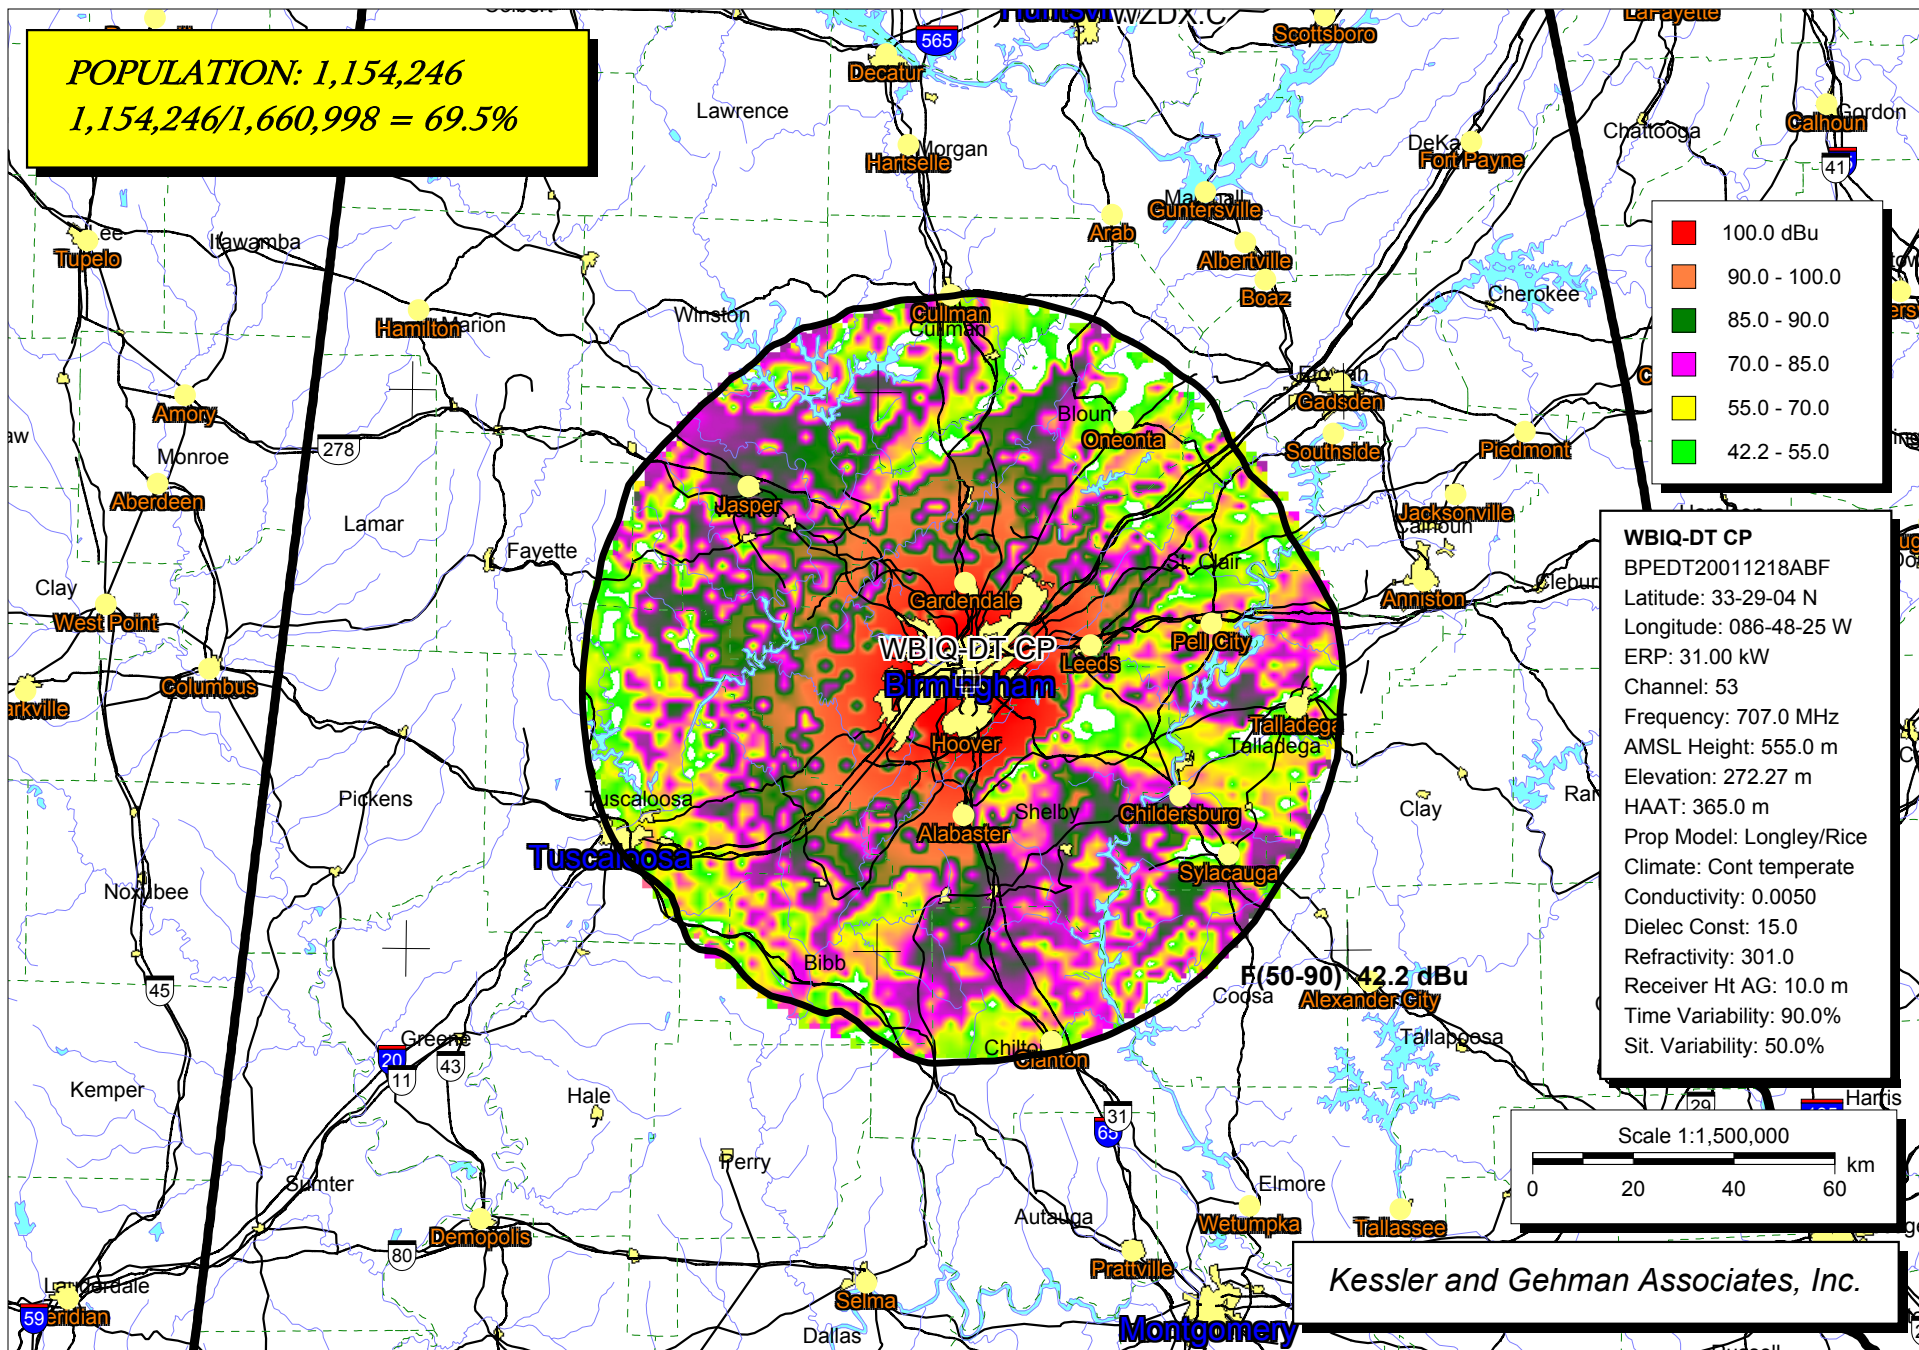 WZDX.C
565
LaFayette
Scottsboro
Decatur
POPULATION: 1,154,246
1,154,246/1,660,998 = 69.5%
Lawrence
Gordon
Calhoun
Chattooga
Morgan
Hartselle
Fort Payne
41
Guntersville
Lee
Tupelo
Itawamba
Arab
Albertville
Boaz
Cherokee
100.0 dBu
90.0 - 100.0
85.0 - 90.0
70.0 - 85.0
55.0 - 70.0
42.2 - 55.0
Hamilton
Marion
Winston
Cullman
Cullman
Gadsden
Amory
Oneonta
278
Monroe
Southside
Piedmont
Aberdeen
Jasper
Jacksonville
Lamar
Calhoun
Fayette
St. Clair
Clay
West Point
Gardendale
Anniston
WBIQ-DT CP
Leeds
Pell City
Columbus
Birmingham
Hoover
Talladega
Talladega
WBIQ-DT CP
BPEDT20011218ABF
Latitude: 33-29-04 N
Longitude: 086-48-25 W
ERP: 31.00 kW
Channel: 53
Frequency: 707.0 MHz
AMSL Height: 555.0 m
Elevation: 272.27 m
HAAT: 365.0 m
Prop Model: Longley/Rice
Climate: Cont temperate
Conductivity: 0.0050
Dielec Const: 15.0
Refractivity: 301.0
Receiver Ht AG: 10.0 m
Time Variability: 90.0%
Sit. Variability: 50.0%
Pickens
Tuscaloosa
Shelby
Childersburg
Clay
Alabaster
Tuscaloosa
Sylacauga
Noxubee
Bibb
F(50-90) 42.2 dBu
Coosa
Alexander City
45
Greene
20
11
43
Clanton
Tallapoosa
Kemper
Hale
31
65
29
Harris
Scale 1:1,500,000
0 20 40 60 km
Perry
Sumter
Elmore
Autauga
Wetumpka
Tallassee
Demopolis
80
Prattville
Lauderdale
Selma
59
Dallas
Montgomery
Kessler and Gehman Associates, Inc.